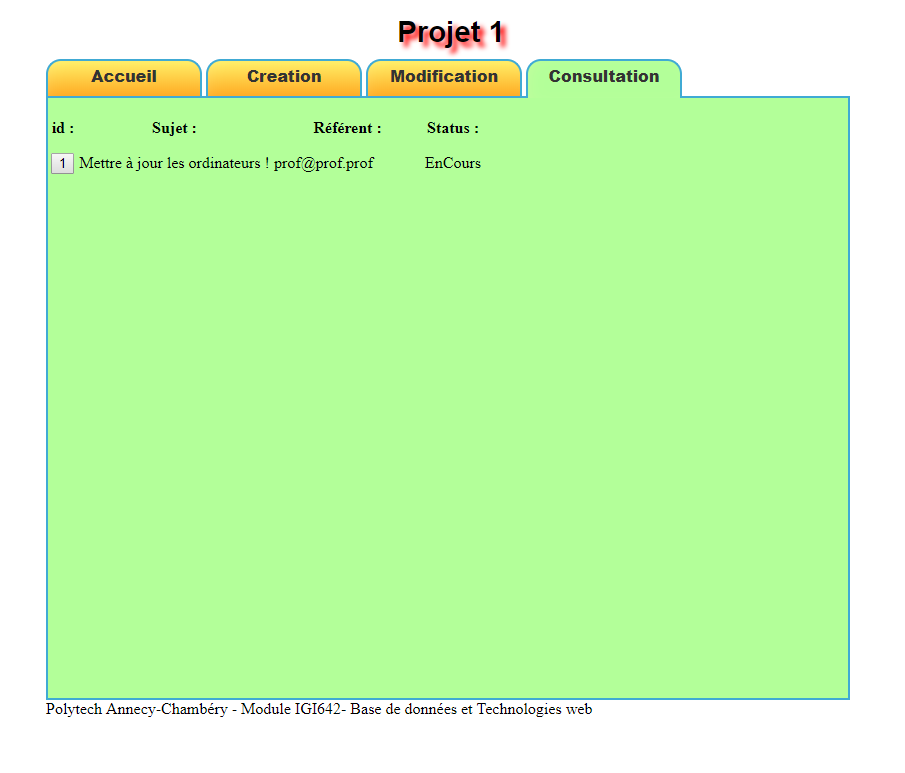 Projet 1
Accueil Creation Modification Consultation
id : Sujet : Référent : Status :
1 Mettre à jour les ordinateurs ! prof@prof.prof EnCours
Polytech Annecy-Chambéry - Module IGI642- Base de données et Technologies web